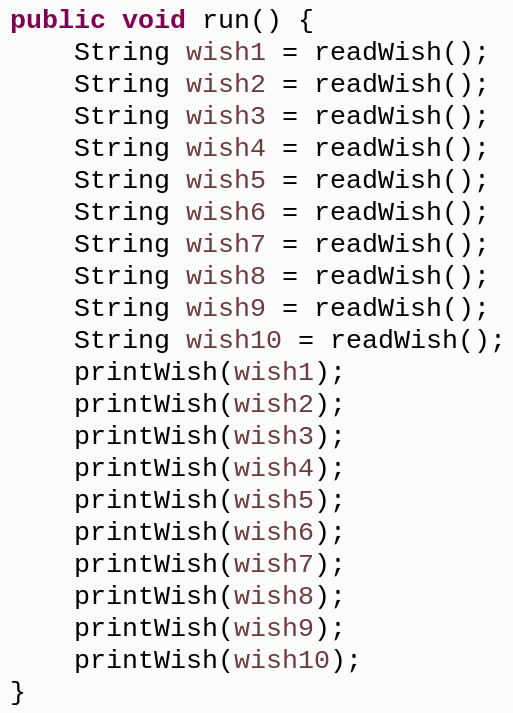 public void run() {
    String wish1 = readWish();
    String wish2 = readWish();
    String wish3 = readWish();
    String wish4 = readWish();
    String wish5 = readWish();
    String wish6 = readWish();
    String wish7 = readWish();
    String wish8 = readWish();
    String wish9 = readWish();
    String wish10 = readWish();
    printWish(wish1);
    printWish(wish2);
    printWish(wish3);
    printWish(wish4);
    printWish(wish5);
    printWish(wish6);
    printWish(wish7);
    printWish(wish8);
    printWish(wish9);
    printWish(wish10);
}